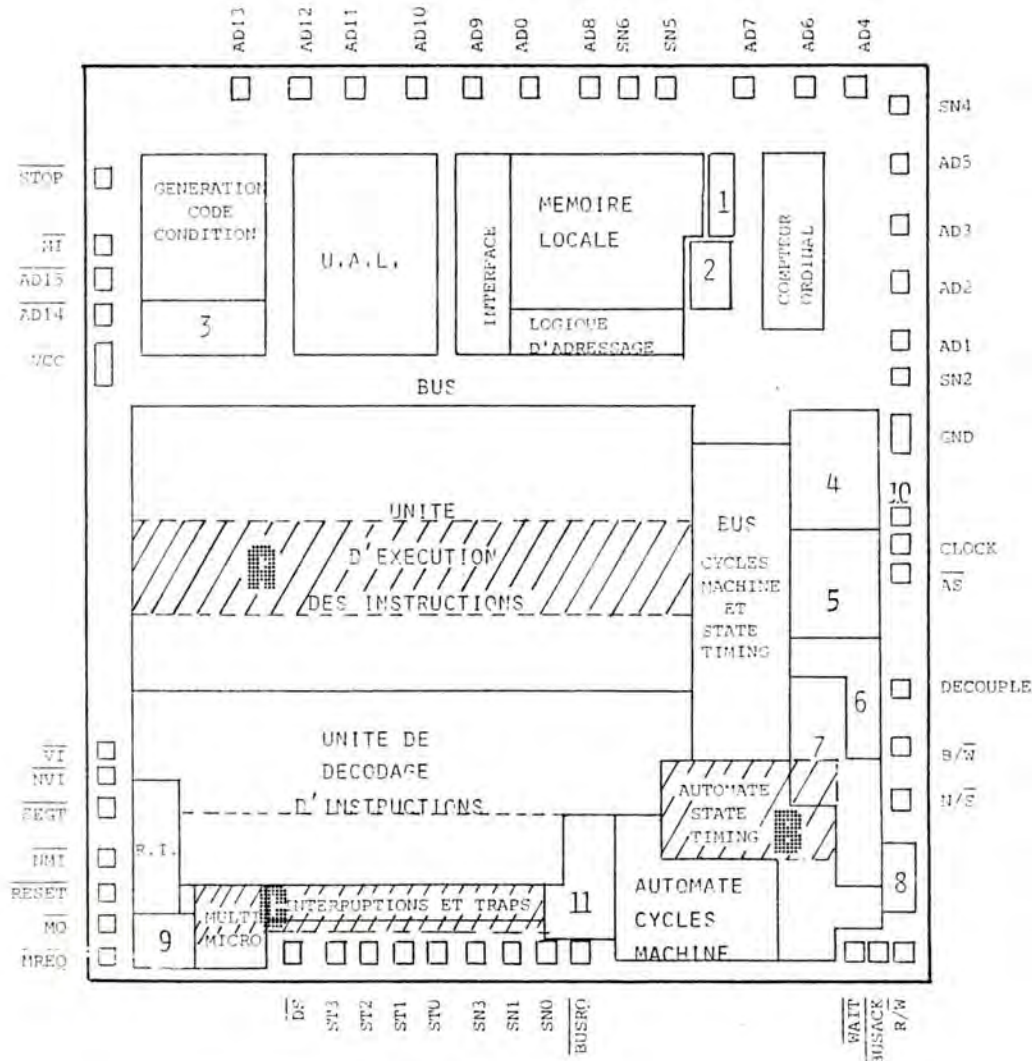 AD13
AD12
AD11
AD10
AD9
AD0
AD8
SN6
SN5
AD7
AD6
AD4
SN4
STOP
AD5
GENERATION
CODE
CONDITION
U.A.L.
INTERFACE
MEMOIRE
LOCALE
1
2
COMPTEUR
ORDINAL
AD3
AD15
AD2
AD14
3
LOGIQUE
D'ADRESSAGE
AD1
VCC
SN2
BUS
GND
4
10
UNITE
D'EXECUTION
DES INSTRUCTIONS
A
BUS
CYCLES
MACHINE
ET
STATE
TIMING
CLOCK
AS
5
DECOUPLE
6
7
UNITE DE
DECODAGE
D'INSTRUCTIONS
VI
B/W
NVI
AUTOMATE
STATE
TIMING
N/S
SEGT
R.I.
NMI
8
RESET
MULTI
MICRO
INTERRUPTIONS ET TRAPS
11
AUTOMATE
CYCLES
MACHINE
MO
9
MREQ
DS
ST3
ST2
ST1
ST0
SN3
SN1
SN0
BUSRQ
WAIT
BUSACK
R/W